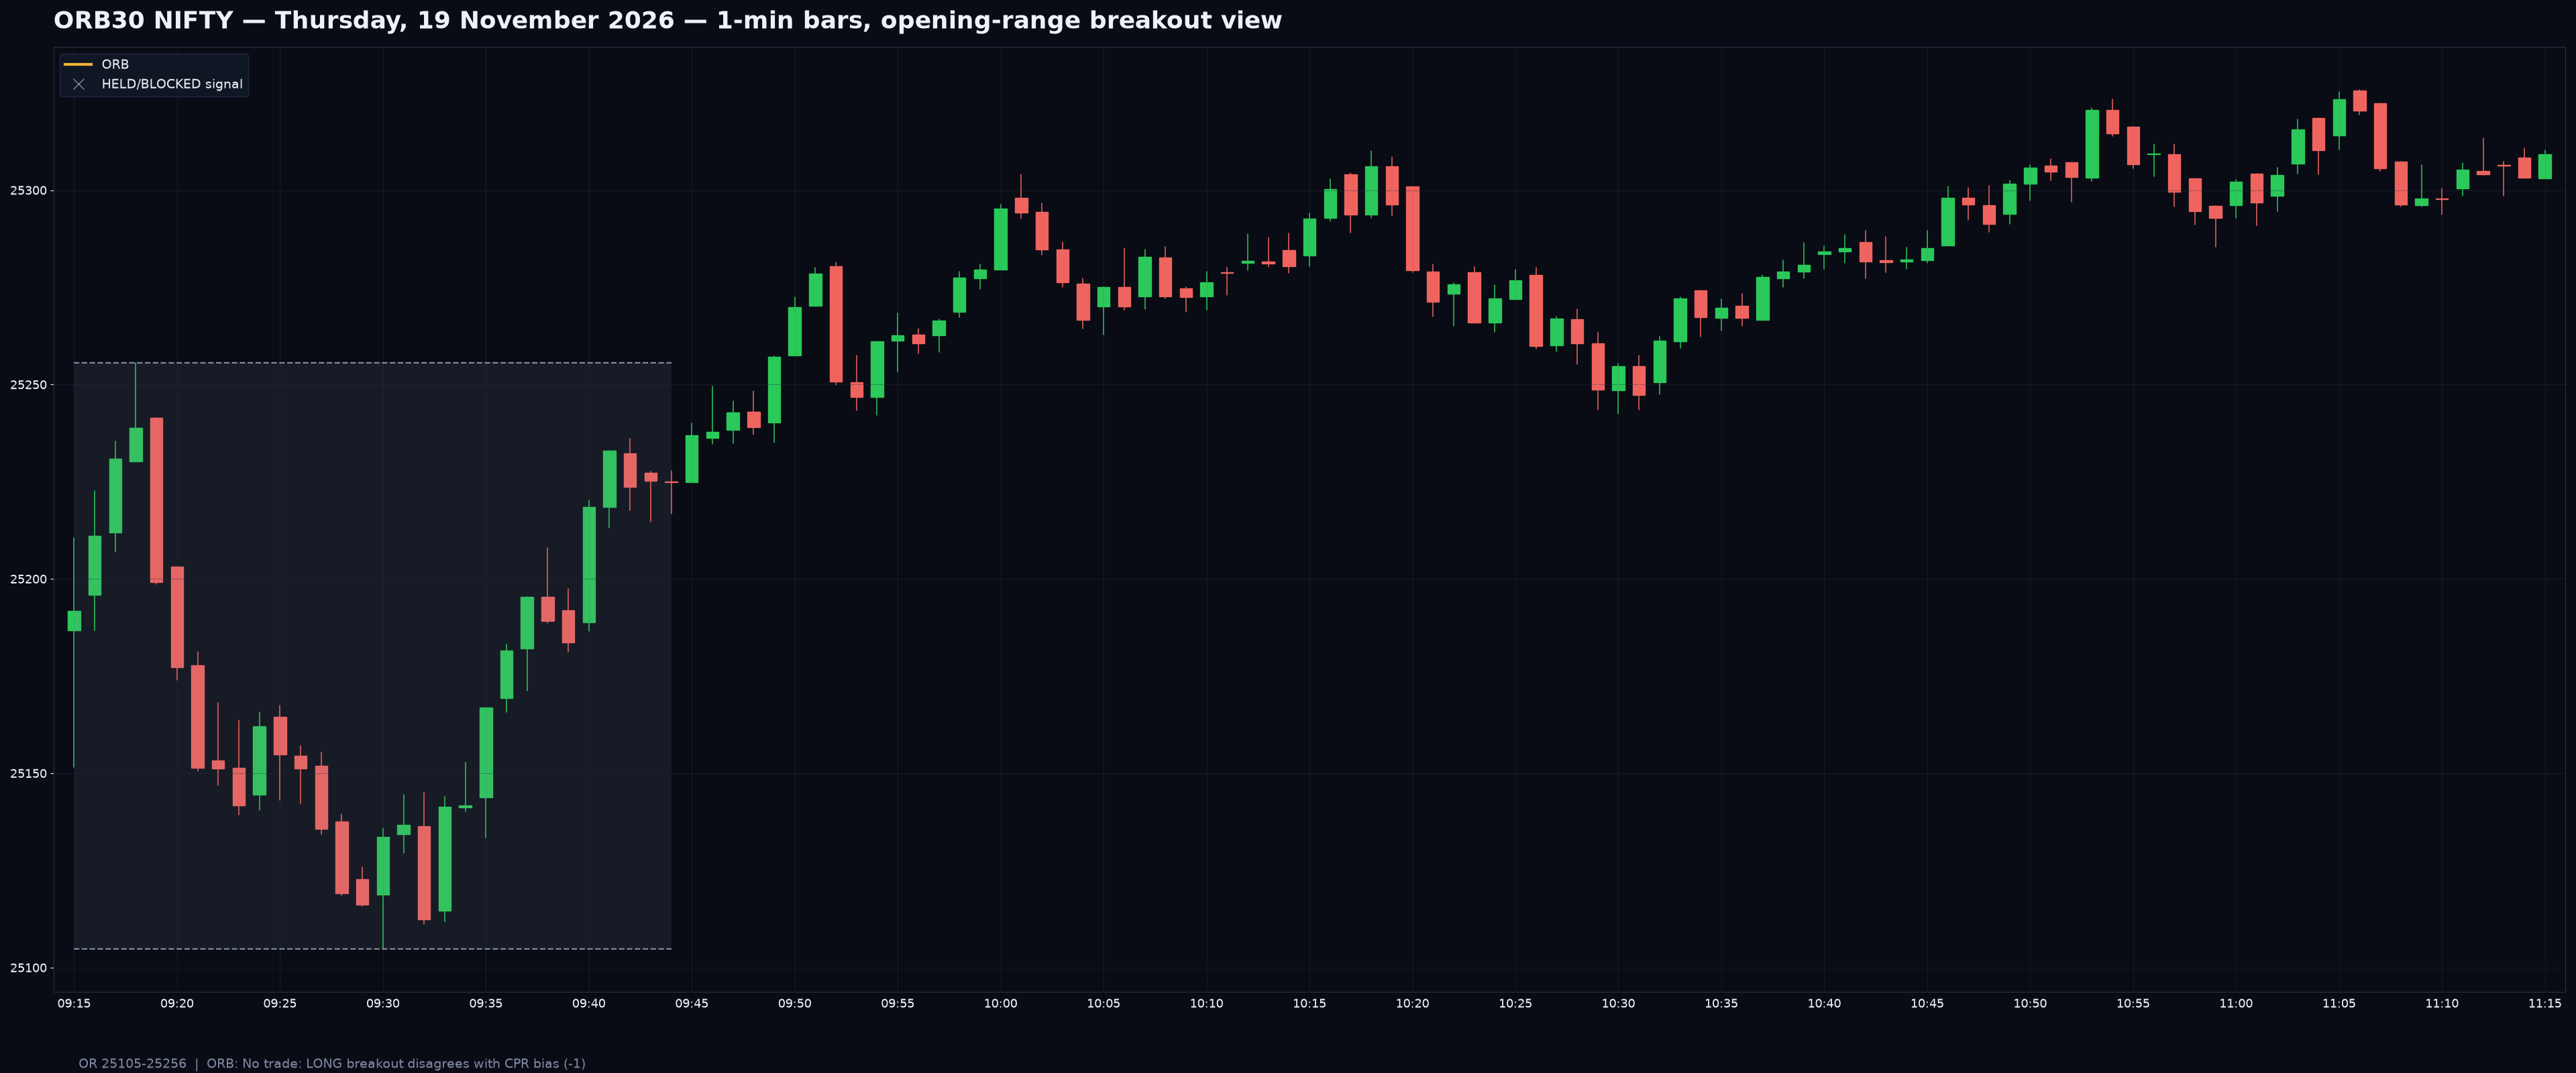 ORB30 NIFTY — Thursday, 19 November 2026 — 1-min bars, opening-range breakout view
ORB
HELD/BLOCKED signal
25300
25250
25200
25150
25100
09:15 09:20 09:25 09:30 09:35 09:40 09:45 09:50 09:55 10:00 10:05 10:10 10:15 10:20 10:25 10:30 10:35 10:40 10:45 10:50 10:55 11:00 11:05 11:10 11:15
OR 25105-25256 | ORB: No trade: LONG breakout disagrees with CPR bias (-1)